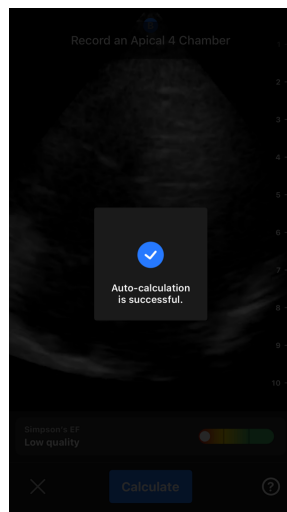 Record an Apical 4 Chamber
2
3
4
5
6
7
8
9
10
Auto-calculation
is successful.
Simpson's EF
Low quality
Calculate
?